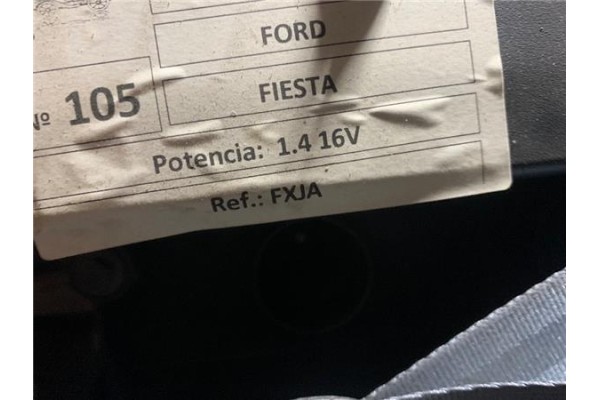 FORD
FIESTA
Nº 105
Potencia: 1.4 16V
Ref.: FXJA